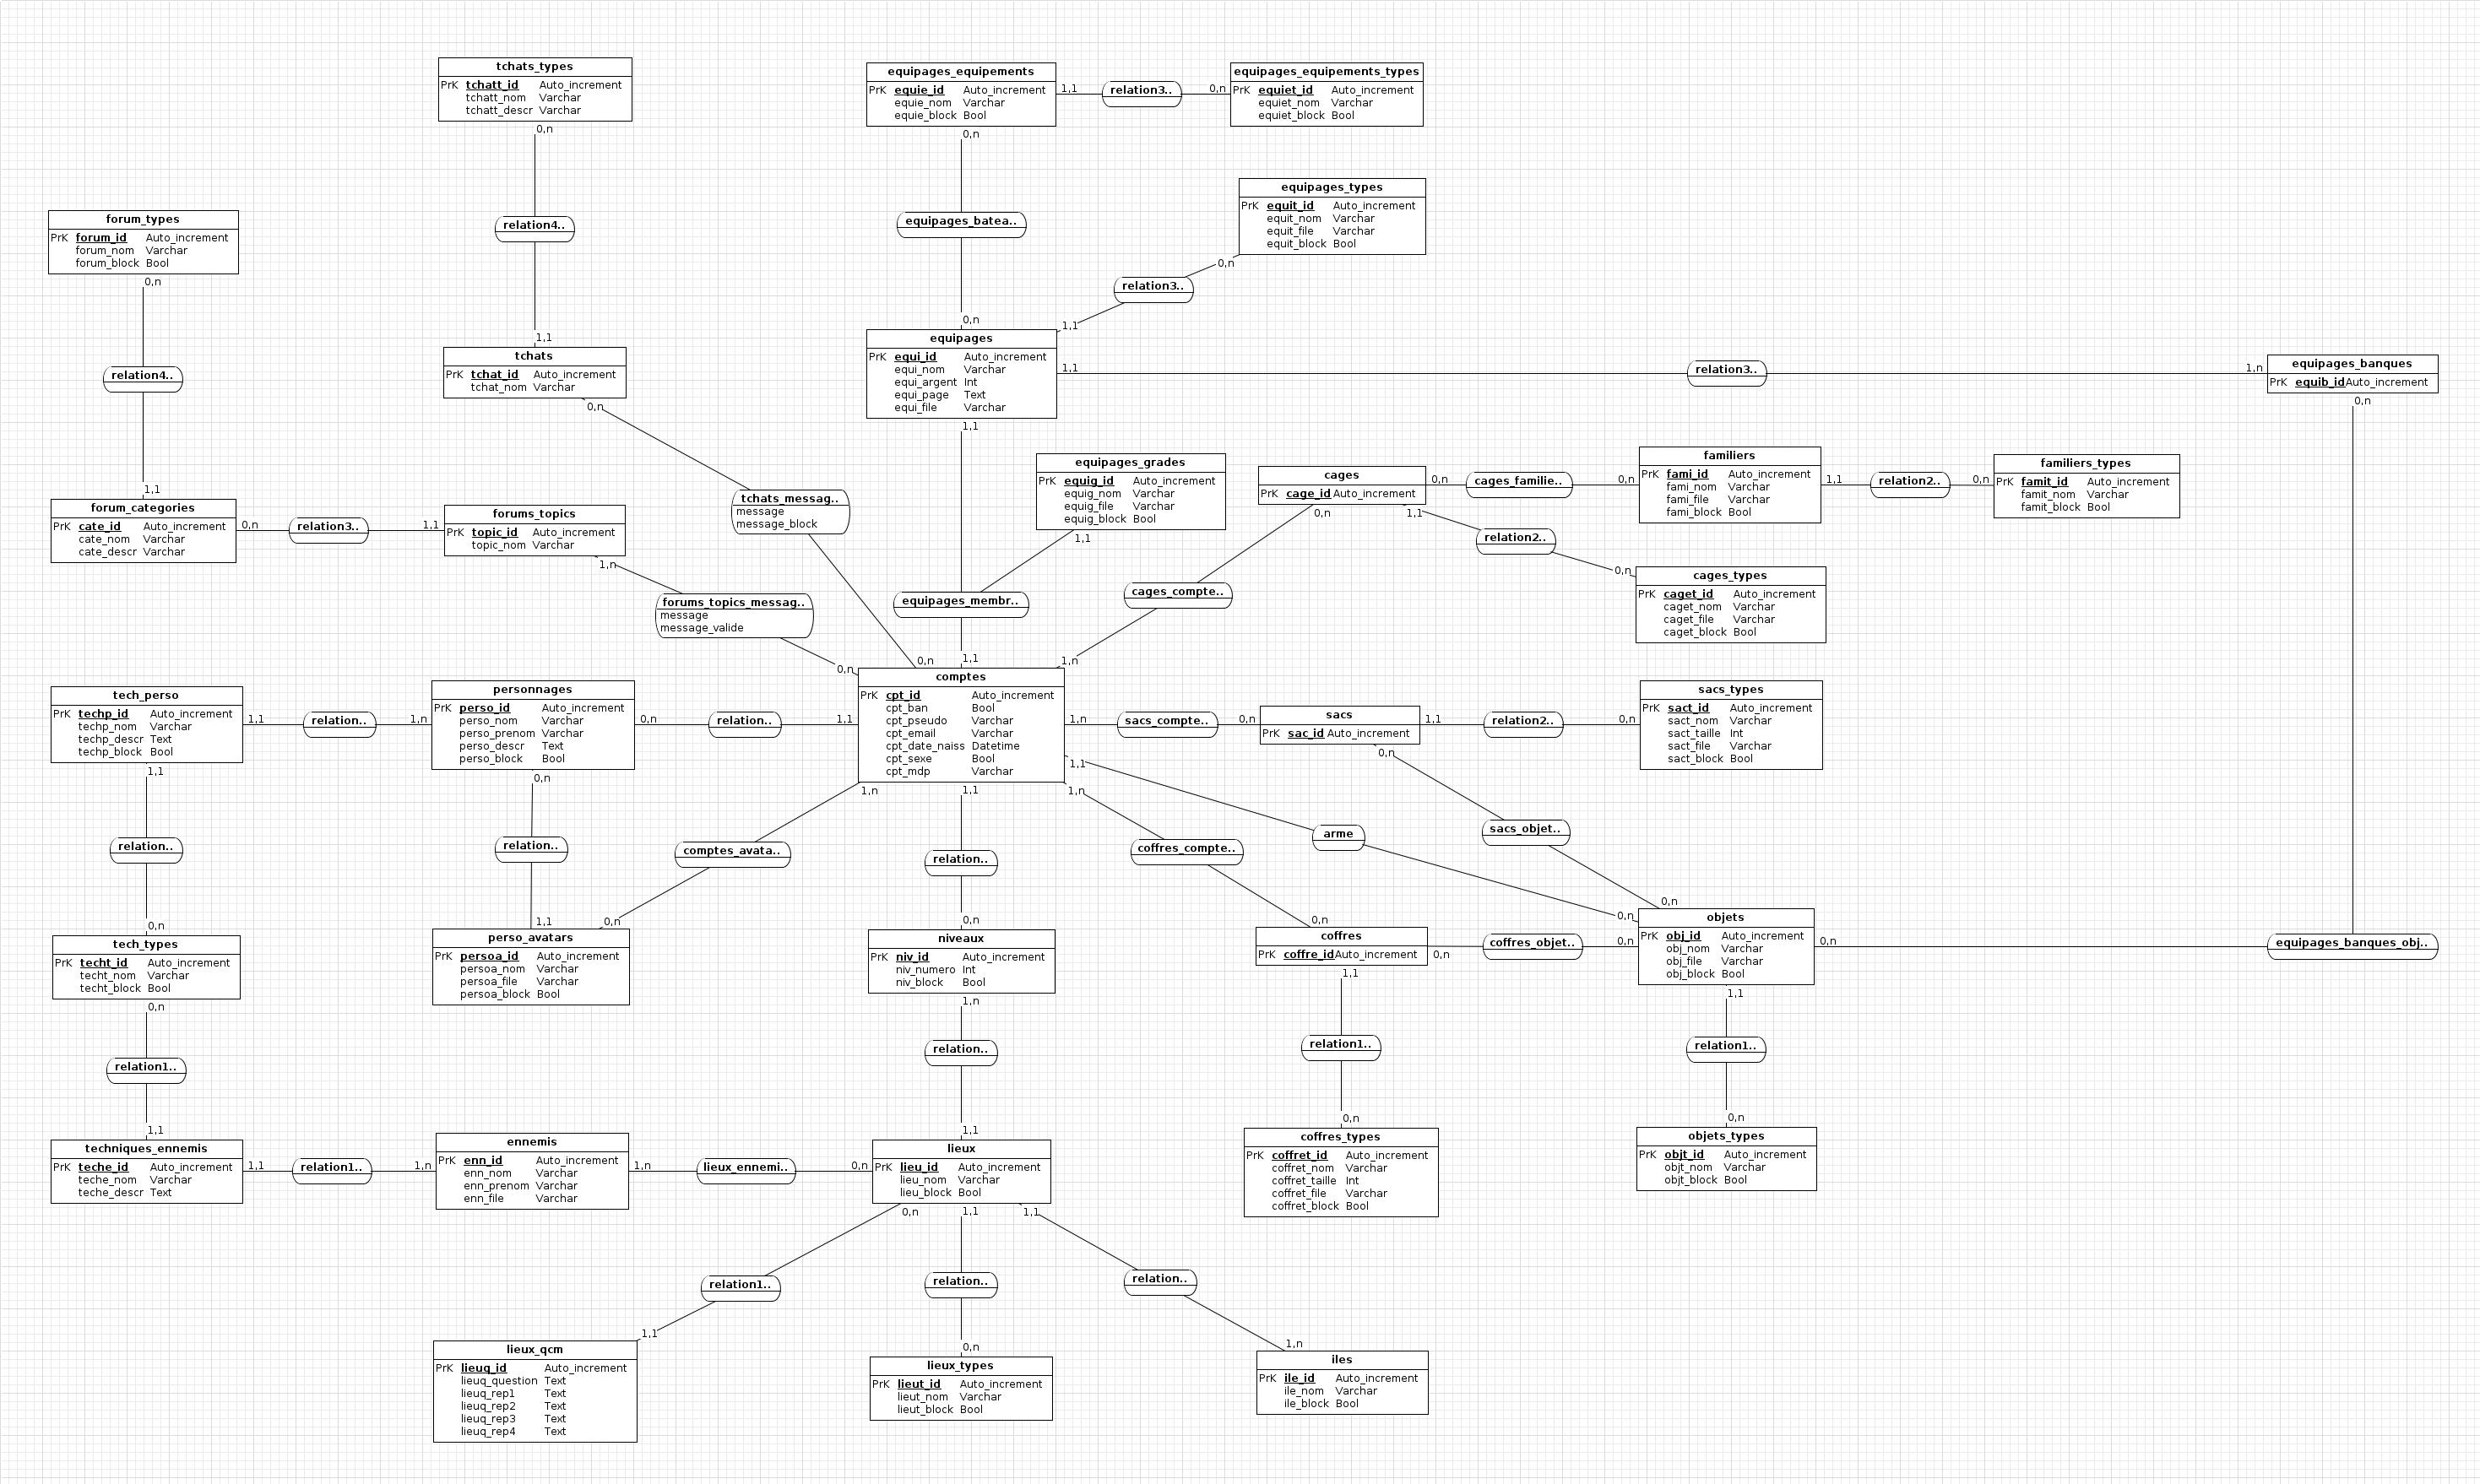 tchats_types
PrK tchatt_id Auto_increment
tchatt_nom Varchar
tchatt_descr Varchar
0,n
relation4..
1,1
equipages_equipements
PrK equie_id Auto_increment
equie_nom Varchar
equie_block Bool
1,1
relation3..
0,n
equipages_equipements_types
PrK equiet_id Auto_increment
equiet_nom Varchar
equiet_block Bool
0,n
equipages_batea..
0,n
equipages_types
PrK equit_id Auto_increment
equit_nom Varchar
equit_file Varchar
equit_block Bool
0,n
relation3..
1,1
forum_types
PrK forum_id Auto_increment
forum_nom Varchar
forum_block Bool
0,n
relation4..
1,1
tchats
PrK tchat_id Auto_increment
tchat_nom Varchar
0,n
equipages
PrK equi_id Auto_increment
equi_nom Varchar
equi_argent Int
equi_page Text
equi_file Varchar
1,1
relation3..
1,n
equipages_banques
PrK equib_id Auto_increment
0,n
1,1
equipages_grades
PrK equig_id Auto_increment
equig_nom Varchar
equig_file Varchar
equig_block Bool
1,1
cages
PrK cage_id Auto_increment
0,n
cages_familie..
0,n
familiers
PrK fami_id Auto_increment
fami_nom Varchar
fami_file Varchar
fami_block Bool
1,1
relation2..
0,n
familiers_types
PrK famit_id Auto_increment
famit_nom Varchar
famit_block Bool
0,n
1,1
relation2..
0,n
cages_types
PrK caget_id Auto_increment
caget_nom Varchar
caget_file Varchar
caget_block Bool
forum_categories
PrK cate_id Auto_increment
cate_nom Varchar
cate_descr Varchar
0,n
relation3..
1,1
forums_topics
PrK topic_id Auto_increment
topic_nom Varchar
1,n
tchats_messag..
message
message_block
forums_topics_messag..
message
message_valide
equipages_membr..
cages_compte..
0,n
0,n
1,1
1,n
tech_perso
PrK techp_id Auto_increment
techp_nom Varchar
techp_descr Text
techp_block Bool
1,1
relation..
1,n
personnages
PrK perso_id Auto_increment
perso_nom Varchar
perso_prenom Varchar
perso_descr Text
perso_block Bool
0,n
relation..
1,1
comptes
PrK cpt_id Auto_increment
cpt_ban Bool
cpt_pseudo Varchar
cpt_email Varchar
cpt_date_naiss Datetime
cpt_sexe Bool
cpt_mdp Varchar
1,n
sacs_compte..
0,n
sacs
PrK sac_id Auto_increment
1,1
relation2..
0,n
sacs_types
PrK sact_id Auto_increment
sact_nom Varchar
sact_taille Int
sact_file Varchar
sact_block Bool
1,1
0,n
1,n
1,1
1,n
1,1
0,n
relation..
relation..
comptes_avata..
relation..
coffres_compte..
arme
sacs_objet..
0,n
1,1
0,n
0,n
0,n
0,n
0,n
tech_types
PrK techt_id Auto_increment
techt_nom Varchar
techt_block Bool
0,n
perso_avatars
PrK persoa_id Auto_increment
persoa_nom Varchar
persoa_file Varchar
persoa_block Bool
niveaux
PrK niv_id Auto_increment
niv_numero Int
niv_block Bool
1,n
coffres
PrK coffre_id Auto_increment
0,n
coffres_objet..
0,n
objets
PrK obj_id Auto_increment
obj_nom Varchar
obj_file Varchar
obj_block Bool
0,n
equipages_banques_obj..
1,1
1,1
relation1..
relation..
relation1..
relation1..
1,1
1,1
0,n
0,n
techniques_ennemis
PrK teche_id Auto_increment
teche_nom Varchar
teche_descr Text
1,1
relation1..
1,n
ennemis
PrK enn_id Auto_increment
enn_nom Varchar
enn_prenom Varchar
enn_file Varchar
1,n
lieux_ennemi..
0,n
lieux
PrK lieu_id Auto_increment
lieu_nom Varchar
lieu_block Bool
coffres_types
PrK coffret_id Auto_increment
coffret_nom Varchar
coffret_taille Int
coffret_file Varchar
coffret_block Bool
objets_types
PrK objt_id Auto_increment
objt_nom Varchar
objt_block Bool
0,n
1,1
1,1
relation1..
relation..
relation..
1,1
0,n
1,n
lieux_qcm
PrK lieuq_id Auto_increment
lieuq_question Text
lieuq_rep1 Text
lieuq_rep2 Text
lieuq_rep3 Text
lieuq_rep4 Text
lieux_types
PrK lieut_id Auto_increment
lieut_nom Varchar
lieut_block Bool
iles
PrK ile_id Auto_increment
ile_nom Varchar
ile_block Bool